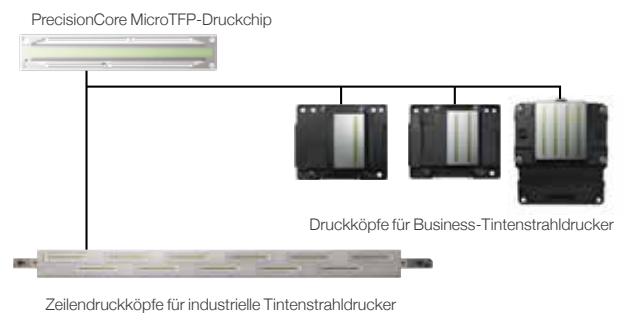 PrecisionCore MicroTFP-Druckchip
Druckköpfe für Business-Tintenstrahldrucker
Zeilendruckköpfe für industrielle Tintenstrahldrucker